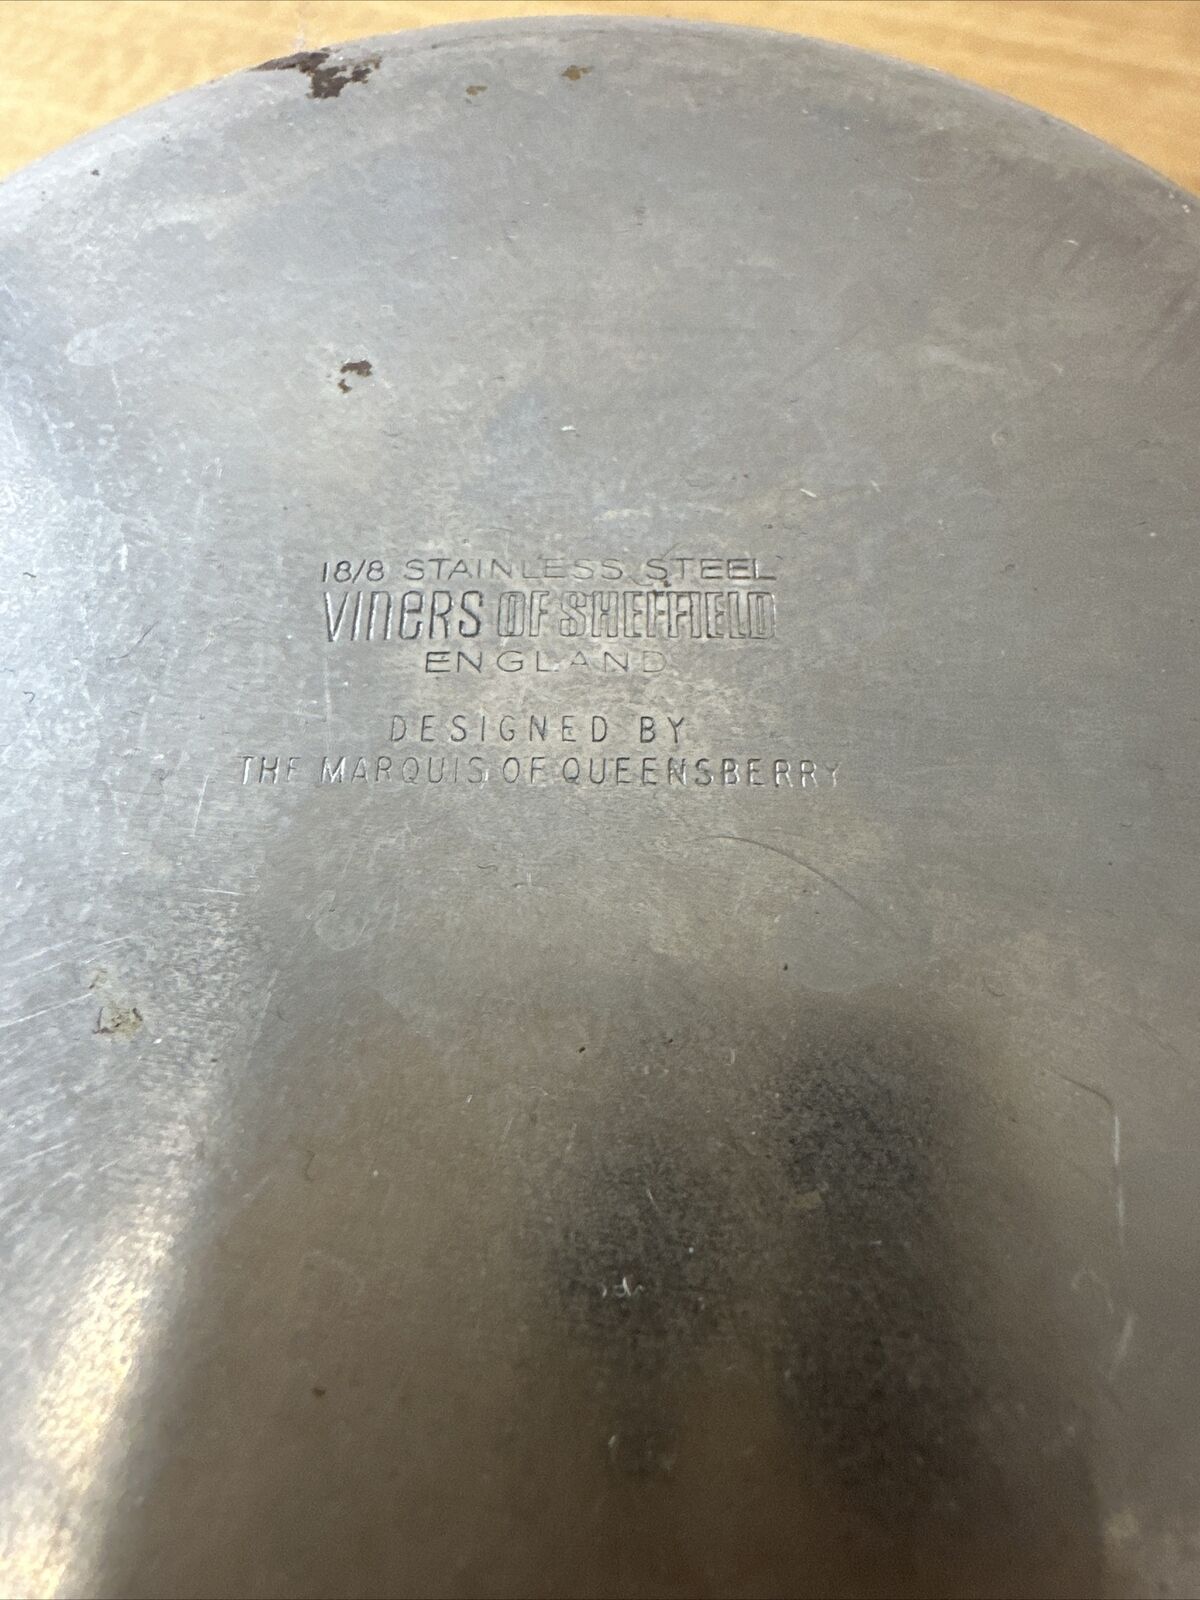 18/8 STAINLESS STEEL
VINERS OF SHEFFIELD
ENGLAND
DESIGNED BY
THE MARQUIS OF QUEENSBERRY